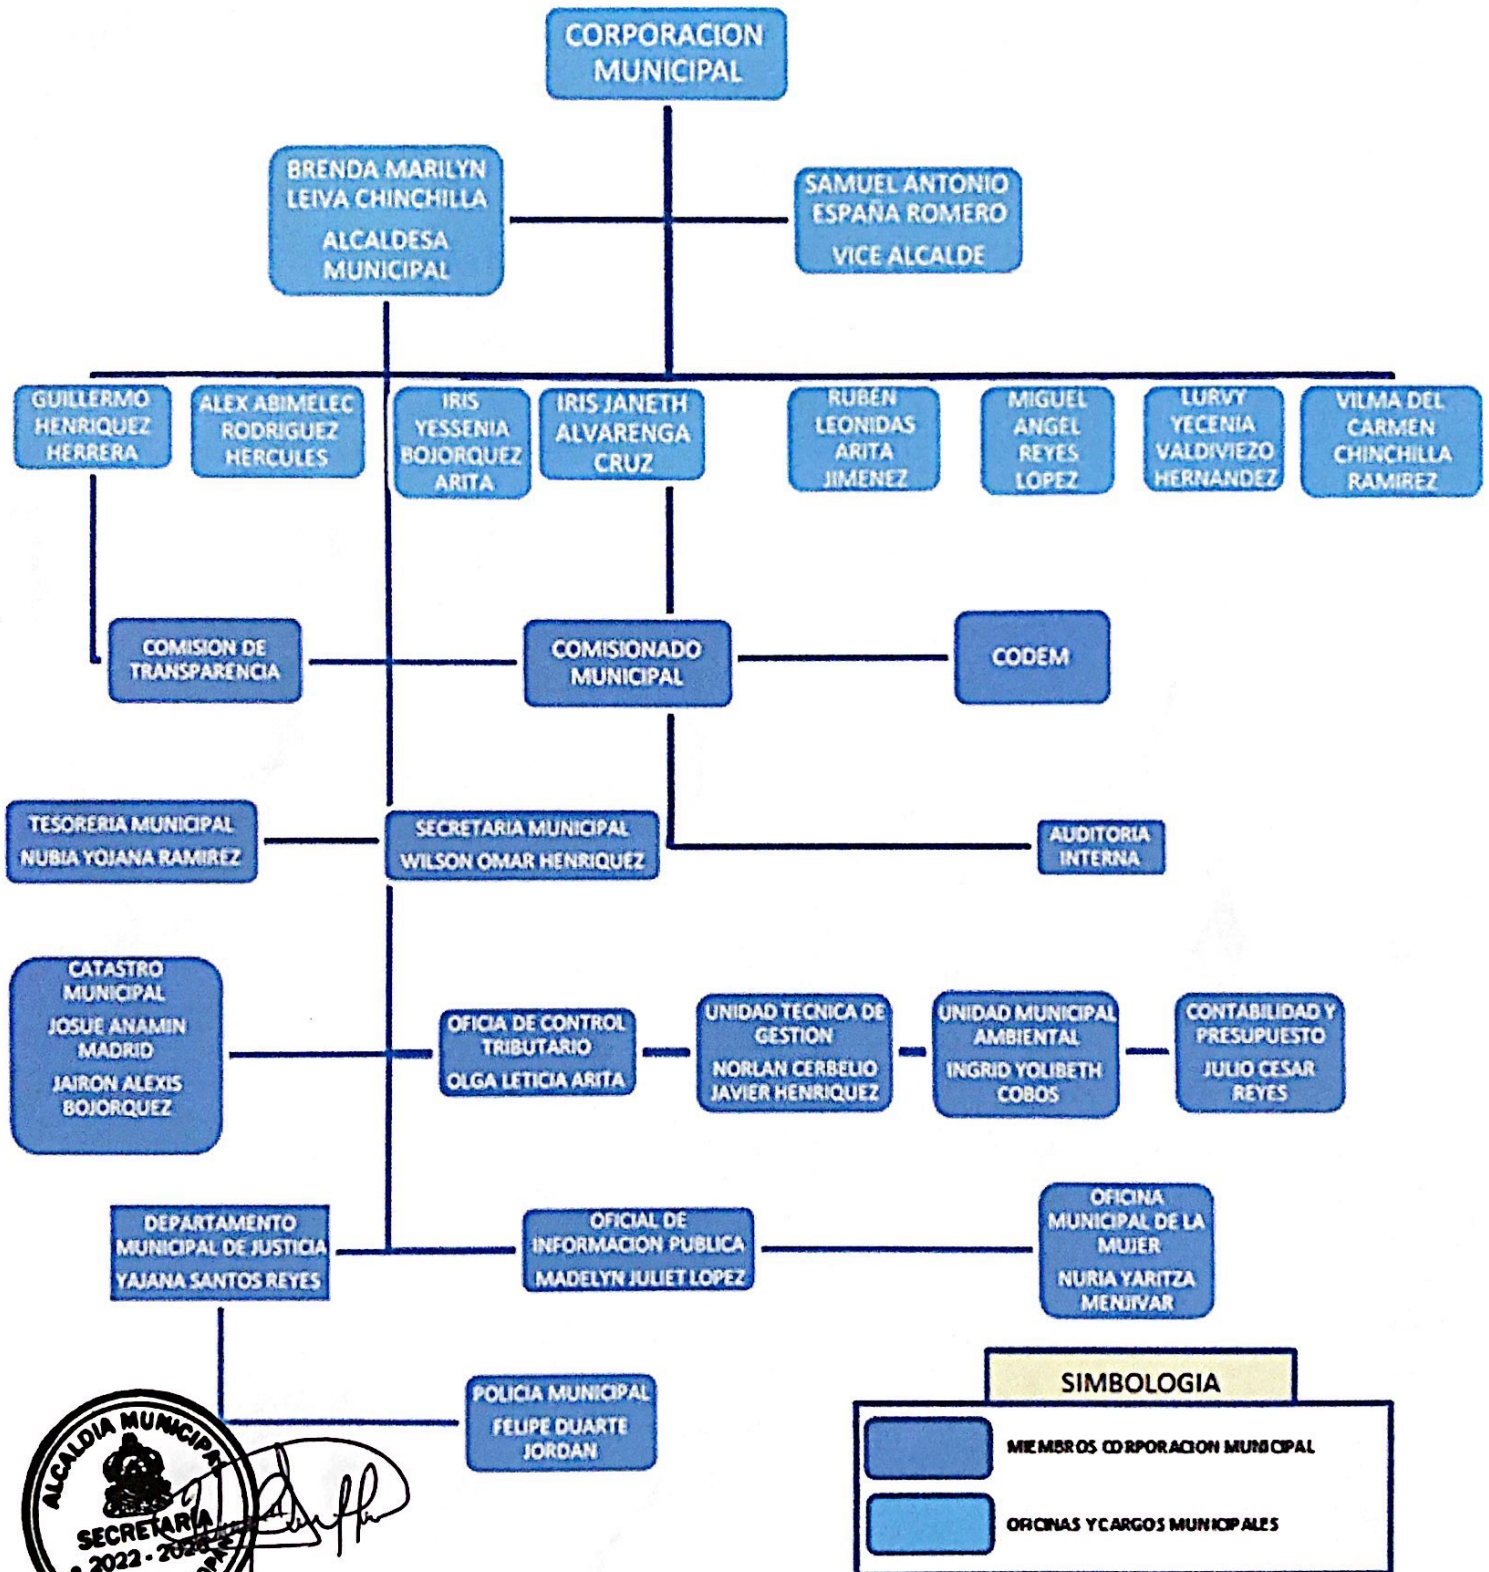 CORPORACION
MUNICIPAL
BRENDA MARILYN
LEIVA CHINCHILLA
ALCALDESA
MUNICIPAL
SAMUEL ANTONIO
ESPAÑA ROMERO
VICE ALCALDE
GUILLERMO
HENRIQUEZ
HERRERA
ALEX ABIMELEC
RODRIGUEZ
HERCULES
IRIS
YESSENIA
BOJORQUEZ
ARITA
IRIS JANETH
ALVARENGA
CRUZ
RUBEN
LEONIDAS
ARITA
JIMENEZ
MIGUEL
ANGEL
REYES
LOPEZ
LURVY
YECENIA
VALDIVIEZO
HERNANDEZ
VILMA DEL
CARMEN
CHINCHILLA
RAMIREZ
COMISION DE
TRANSPARENCIA
COMISIONADO
MUNICIPAL
CODEM
TESORERIA MUNICIPAL
NUBIA YOJANA RAMIREZ
SECRETARIA MUNICIPAL
WILSON OMAR HENRIQUEZ
AUDITORIA
INTERNA
CATASTRO
MUNICIPAL
JOSUE ANAMIN
MADRID
JAIRON ALEXIS
BOJORQUEZ
OFICIA DE CONTROL
TRIBUTARIO
OLGA LETICIA ARITA
UNIDAD TECNICA DE
GESTION
NORLAN CERBELIO
JAVIER HENRIQUEZ
UNIDAD MUNICIPAL
AMBIENTAL
INGRID YOLIBETH
COBOS
CONTABILIDAD Y
PRESUPUESTO
JULIO CESAR
REYES
DEPARTAMENTO
MUNICIPAL DE JUSTICIA
YAJANA SANTOS REYES
OFICIAL DE
INFORMACION PUBLICA
MADELYN JULIET LOPEZ
OFICINA
MUNICIPAL DE LA
MUJER
NURIA YARITZA
MENJIVAR
POLICIA MUNICIPAL
FELIPE DUARTE
JORDAN
SIMBOLOGIA
MIEMBROS CORPORACION MUNICIPAL
OFICINAS Y CARGOS MUNICIPALES
ALCALDIA MUNICIPAL
SECRETARIA
2022 -